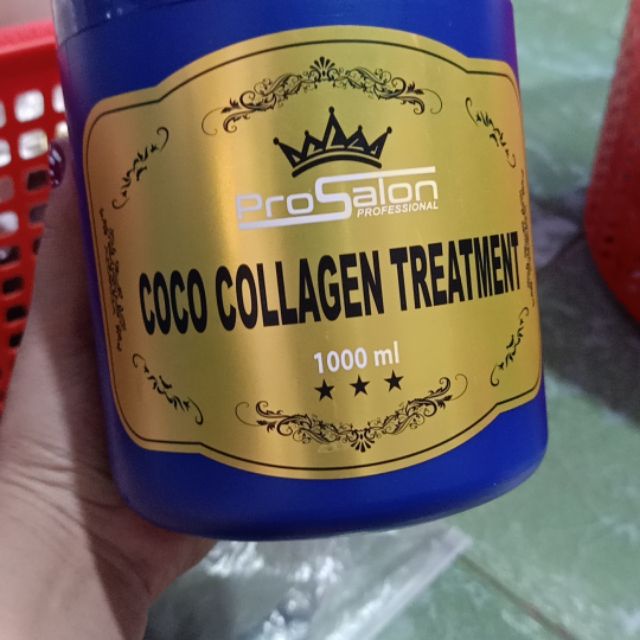 ProSalon
PROFESSIONAL
COCO COLLAGEN TREATMENT
1000 ml